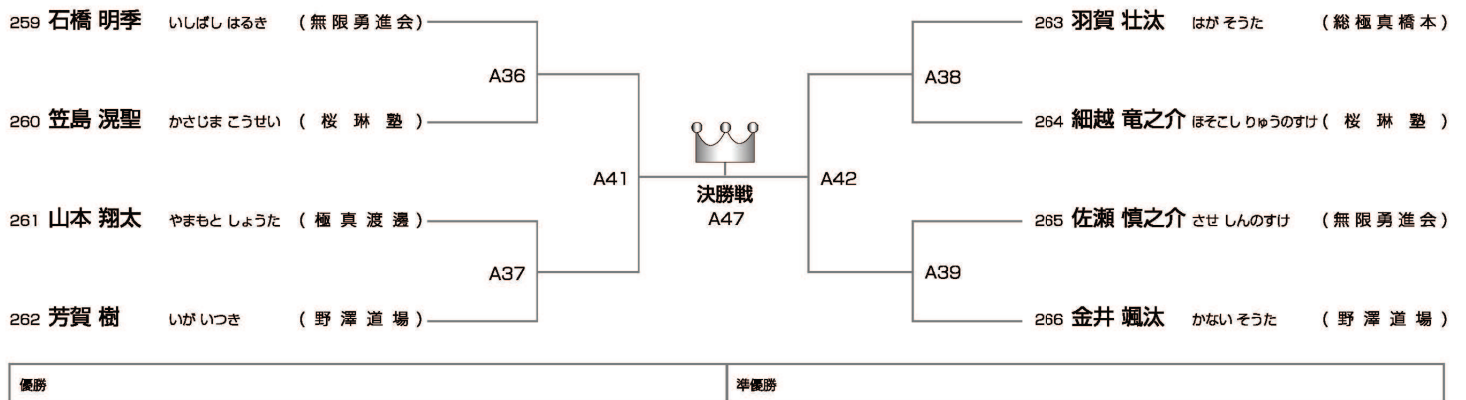 259 石橋 明季 いしばし はるき (無限勇進会)
A36
260 笠島 滉聖 かさじま こうせい (桜琳塾)
A41
261 山本 翔太 やまもと しょうた (極真渡邊)
A37
262 芳賀 樹 いが いつき (野澤道場)
決勝戦
A47
263 羽賀 壮汰 はが そうた (総極真橋本)
A38
264 細越 竜之介 ほそこし りゅうのすけ (桜琳塾)
A42
265 佐瀬 慎之介 させ しんのすけ (無限勇進会)
A39
266 金井 颯汰 かない そうた (野澤道場)
優勝
準優勝